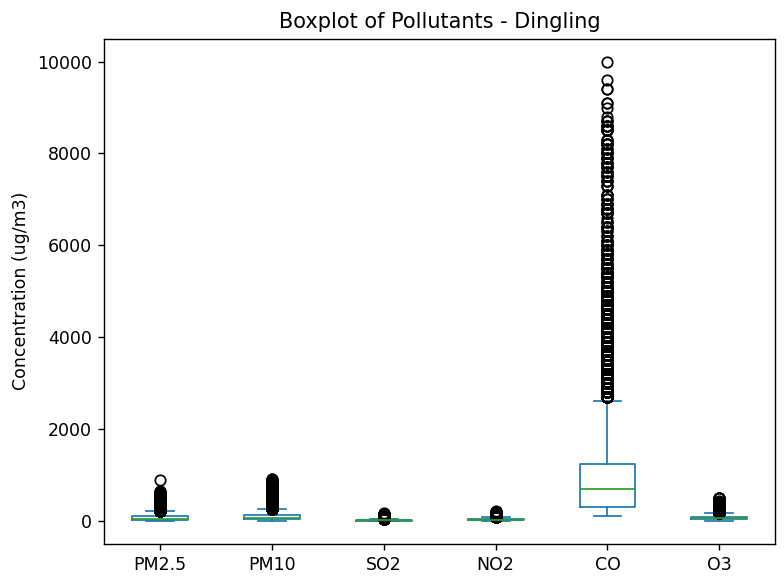 Boxplot of Pollutants - Dingling
10000
8000
6000
4000
2000
0
Concentration (ug/m3)
PM2.5 PM10 SO2 NO2 CO O3